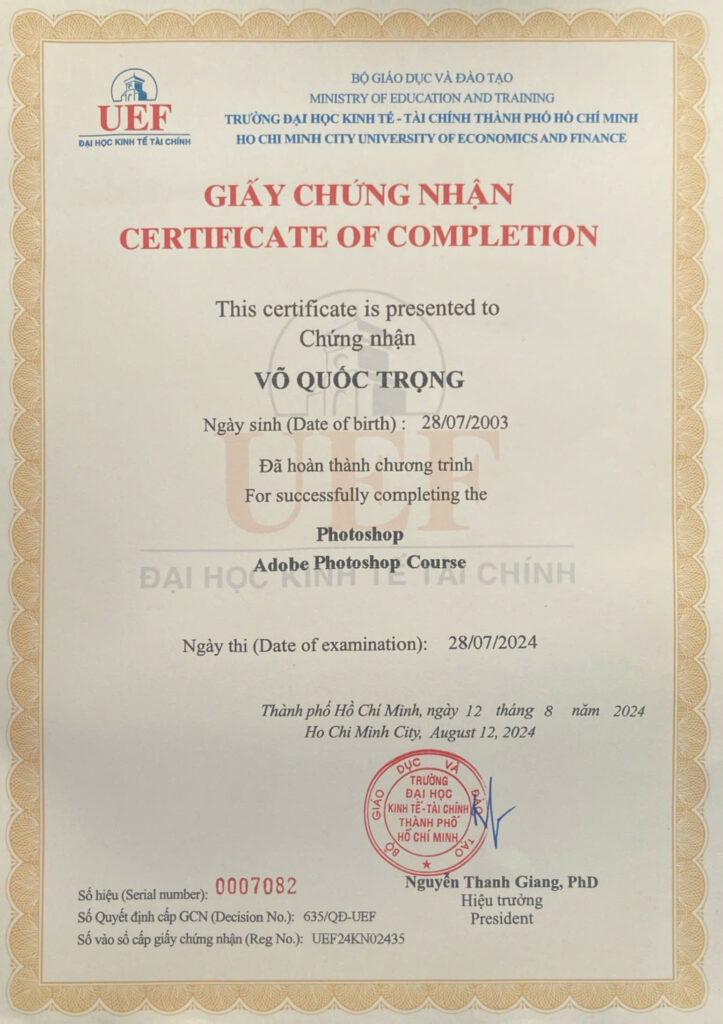 UEF
ĐẠI HỌC KINH TẾ TÀI CHÍNH
BỘ GIÁO DỤC VÀ ĐÀO TẠO
MINISTRY OF EDUCATION AND TRAINING
TRƯỜNG ĐẠI HỌC KINH TẾ - TÀI CHÍNH THÀNH PHỐ HỒ CHÍ MINH
HO CHI MINH CITY UNIVERSITY OF ECONOMICS AND FINANCE
GIẤY CHỨNG NHẬN
CERTIFICATE OF COMPLETION
This certificate is presented to
Chứng nhận
VÕ QUỐC TRỌNG
Ngày sinh (Date of birth) : 28/07/2003
Đã hoàn thành chương trình
For successfully completing the
UEF
Photoshop
Adobe Photoshop Course
ĐẠI HỌC KINH TẾ TÀI CHÍNH
Ngày thi (Date of examination): 28/07/2024
Thành phố Hồ Chí Minh, ngày 12 tháng 8 năm 2024
Ho Chi Minh City, August 12, 2024
BỘ GIÁO DỤC VÀ ĐÀO TẠO
TRƯỜNG
ĐẠI HỌC
KINH TẾ-TÀI CHÍNH
THÀNH PHỐ
HỒ CHÍ MINH
Nguyễn Thanh Giang, PhD
Hiệu trưởng
President
Số hiệu (Serial number): 0007082
Số Quyết định cấp GCN (Decision No.): 635/QĐ-UEF
Số vào sổ cấp giấy chứng nhận (Reg No.): UEF24KN02435